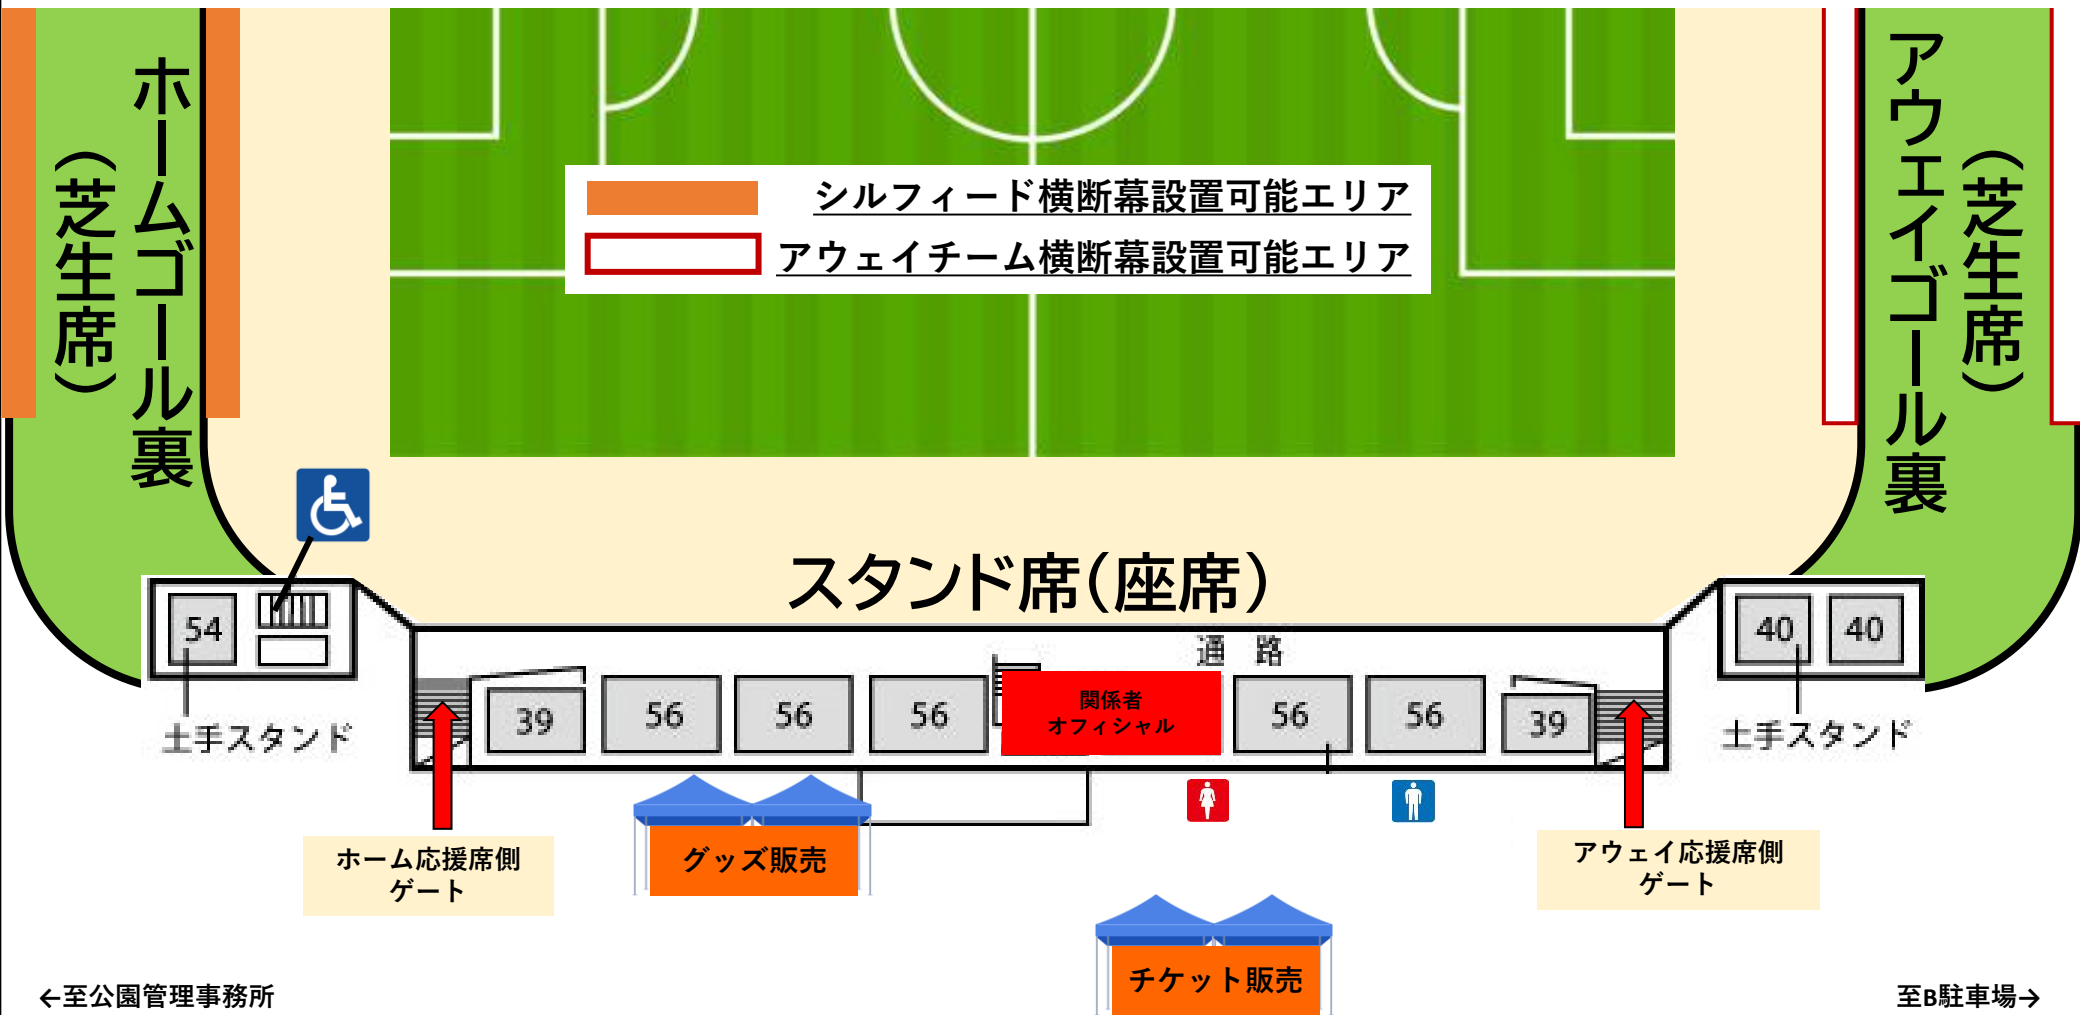 ホームゴール裏
（芝生席）
アウェイゴール裏
（芝生席）
シルフィード横断幕設置可能エリア
アウェイチーム横断幕設置可能エリア
スタンド席（座席）
通 路
54
土手スタンド
39
56
56
56
関係者
オフィシャル
56
56
39
40
40
土手スタンド
ホーム応援席側
ゲート
グッズ販売
アウェイ応援席側
ゲート
チケット販売
←至公園管理事務所
至B駐車場→